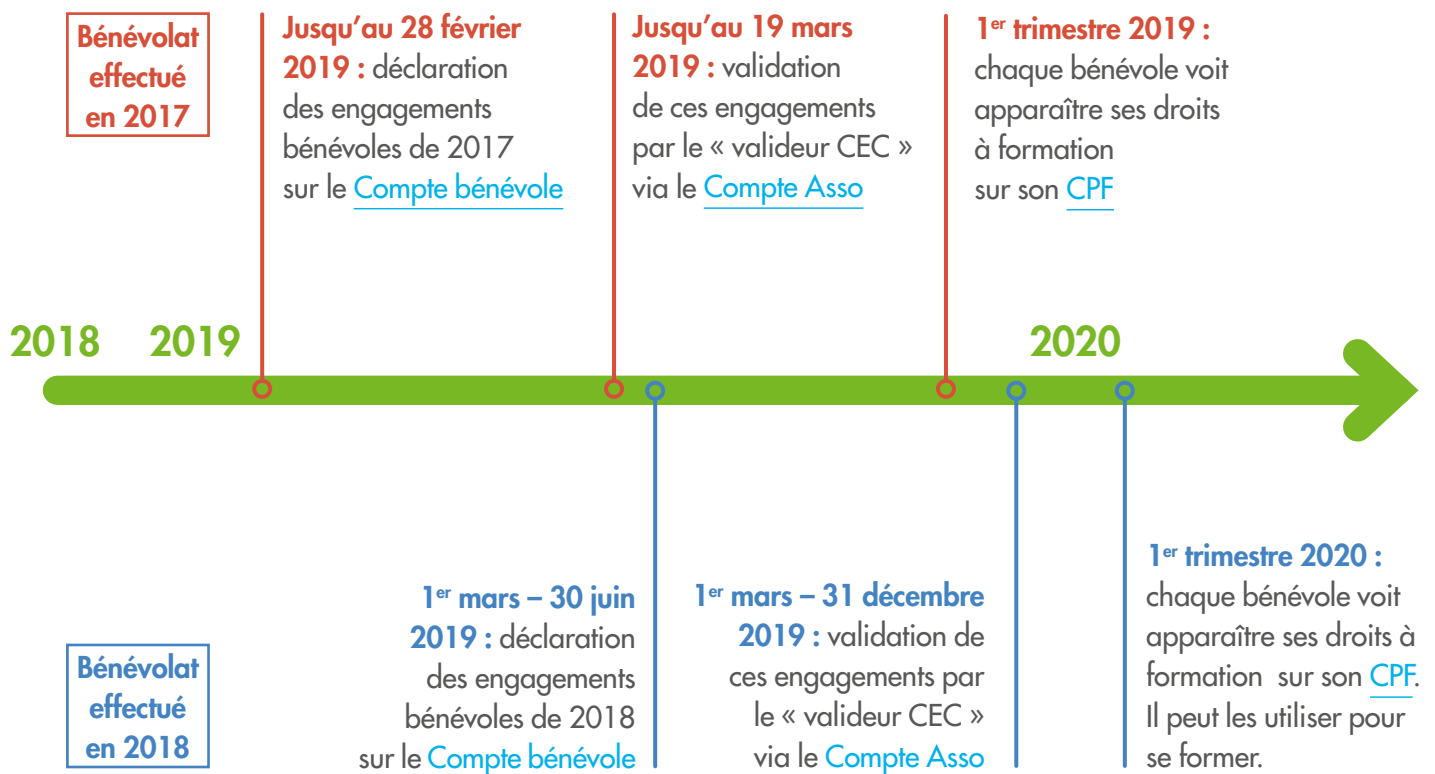 Bénévolat
effectué
en 2017
Jusqu'au 28 février
2019 : déclaration
des engagements
bénévoles de 2017
sur le Compte bénévole
Jusqu'au 19 mars
2019 : validation
de ces engagements
par le « valideur CEC »
via le Compte Asso
1er trimestre 2019 :
chaque bénévole voit
apparaître ses droits
à formation
sur son CPF
2018 2019 2020
Bénévolat
effectué
en 2018
1er mars – 30 juin
2019 : déclaration
des engagements
bénévoles de 2018
sur le Compte bénévole
1er mars – 31 décembre
2019 : validation de
ces engagements par
le « valideur CEC »
via le Compte Asso
1er trimestre 2020 :
chaque bénévole voit
apparaître ses droits à
formation sur son CPF.
Il peut les utiliser pour
se former.